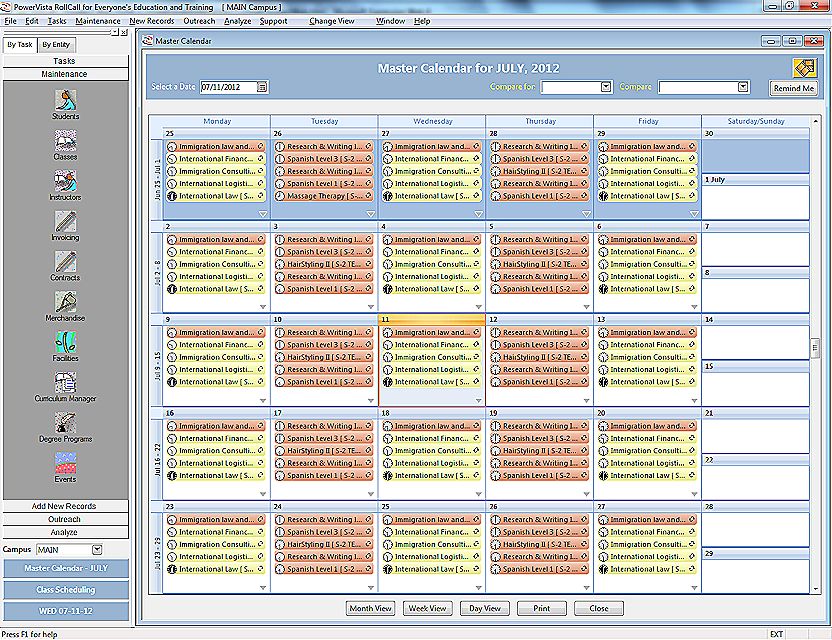 PowerVista RollCall for Everyone's Education and Training [ MAIN Campus ]
File Edit Tasks Maintenance New Records Outreach Analyze Support Change View Window Help
By Task By Entity
Tasks
Maintenance
Students
Classes
Instructors
Invoicing
Contracts
Merchandise
Facilities
Curriculum Manager
Degree Programs
Events
Add New Records
Outreach
Analyze
Campus MAIN
Master Calendar - JULY
Class Scheduling
WED 07-11-12
Press F1 for help
EXT
Master Calendar
Master Calendar for JULY, 2012
Select a Date 07/11/2012 Compare for Compare
Remind Me
Monday Tuesday Wednesday Thursday Friday Saturday/Sunday
Jun 25 - Jul 1
25 26 27 28 29 30
Immigration law and... Research & Writing I... Immigration law and... Research & Writing I... Immigration law and...
International Financ... Spanish Level 3 [ S-2 ... International Financ... Spanish Level 3 [ S-2 ... International Financ...
Immigration Consulti... Research & Writing I... Immigration Consulti... HairStyling II [ S-2 TE... Immigration Consulti...
International Logisti... Spanish Level 1 [ S-2 ... International Logisti... Research & Writing I... International Logisti...
International Law [ S... Massage Therapy [ S-... International Law [ S... Spanish Level 1 [ S-2 ... International Law [ S...
1 July
Jul 2 - 8
2 3 4 5 6 7
Immigration law and... Research & Writing I... Immigration law and... Research & Writing I... Immigration law and...
International Financ... Spanish Level 3 [ S-2 ... International Financ... Spanish Level 3 [ S-2 ... International Financ...
Immigration Consulti... HairStyling II [ S-2 TE... Immigration Consulti... HairStyling II [ S-2 TE... Immigration Consulti...
International Logisti... Research & Writing I... International Logisti... Research & Writing I... International Logisti...
International Law [ S... Spanish Level 1 [ S-2 ... International Law [ S... Spanish Level 1 [ S-2 ... International Law [ S...
8
Jul 9 - 15
9 10 11 12 13 14
Immigration law and... Research & Writing I... Immigration law and... Research & Writing I... Immigration law and...
International Financ... Spanish Level 3 [ S-2 ... International Financ... Spanish Level 3 [ S-2 ... International Financ...
Immigration Consulti... HairStyling II [ S-2 TE... Immigration Consulti... HairStyling II [ S-2 TE... Immigration Consulti...
International Logisti... Research & Writing I... International Logisti... Research & Writing I... International Logisti...
International Law [ S... Spanish Level 1 [ S-2 ... International Law [ S... Spanish Level 1 [ S-2 ... International Law [ S...
15
Jul 16 - 22
16 17 18 19 20 21
Immigration law and... Research & Writing I... Immigration law and... Research & Writing I... Immigration law and...
International Financ... Spanish Level 3 [ S-2 ... International Financ... Spanish Level 3 [ S-2 ... International Financ...
Immigration Consulti... HairStyling II [ S-2 TE... Immigration Consulti... HairStyling II [ S-2 TE... Immigration Consulti...
International Logisti... Research & Writing I... International Logisti... Research & Writing I... International Logisti...
International Law [ S... Spanish Level 1 [ S-2 ... International Law [ S... Spanish Level 1 [ S-2 ... International Law [ S...
22
Jul 23 - 29
23 24 25 26 27 28
Immigration law and... Research & Writing I... Immigration law and... Research & Writing I... Immigration law and...
International Financ... Spanish Level 3 [ S-2 ... International Financ... Spanish Level 3 [ S-2 ... International Financ...
Immigration Consulti... HairStyling II [ S-2 TE... Immigration Consulti... HairStyling II [ S-2 TE... Immigration Consulti...
International Logisti... Research & Writing I... International Logisti... Research & Writing I... International Logisti...
International Law [ S... Spanish Level 1 [ S-2 ... International Law [ S... Spanish Level 1 [ S-2 ... International Law [ S...
29
Month View Week View Day View Print Close